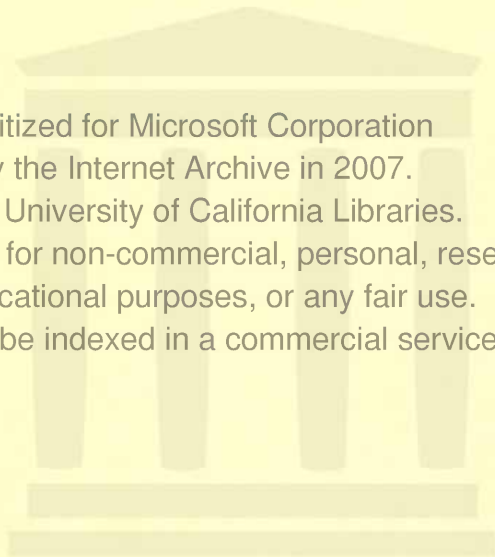 itized for Microsoft Corporation
y the Internet Archive in 2007.
University of California Libraries.
for non-commercial, personal, rese
cational purposes, or any fair use.
be indexed in a commercial service